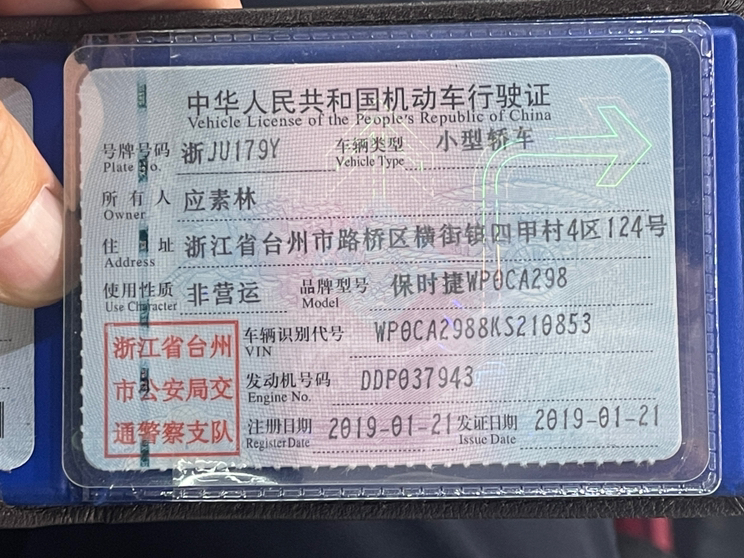 中华人民共和国机动车行驶证
Vehicle License of the People's Republic of China
号牌号码 浙JU179Y 车辆类型 小型轿车
Plate No. Vehicle Type
所有人 应素林
Owner
住址 浙江省台州市路桥区横街镇四甲村4区124号
Address
使用性质 非营运 品牌型号 保时捷WP0CA298
Use Character Model
浙江省台州
市公安局交
通警察支队
车辆识别代号 WP0CA2988KS210853
VIN
发动机号码 DDP037943
Engine No.
注册日期 2019-01-21 发证日期 2019-01-21
Register Date Issue Date